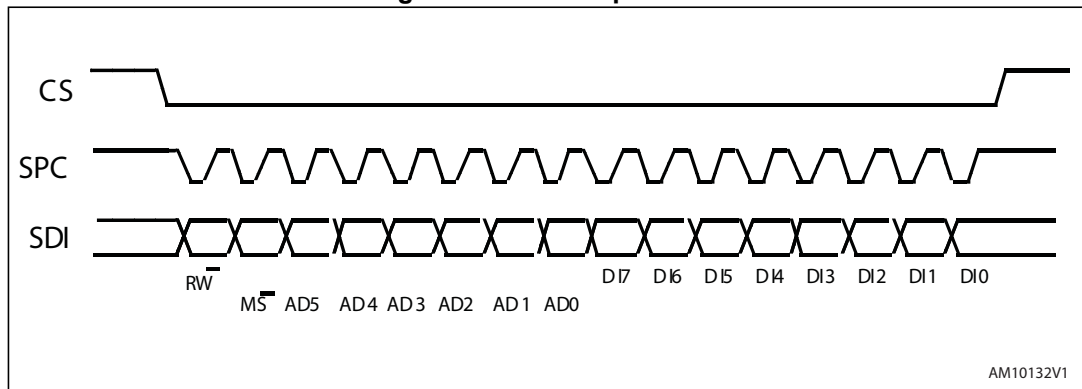 CS
SPC
SDI
RW DI7 DI6 DI5 DI4 DI3 DI2 DI1 DI0
MS AD5 AD4 AD3 AD2 AD1 AD0
AM10132V1